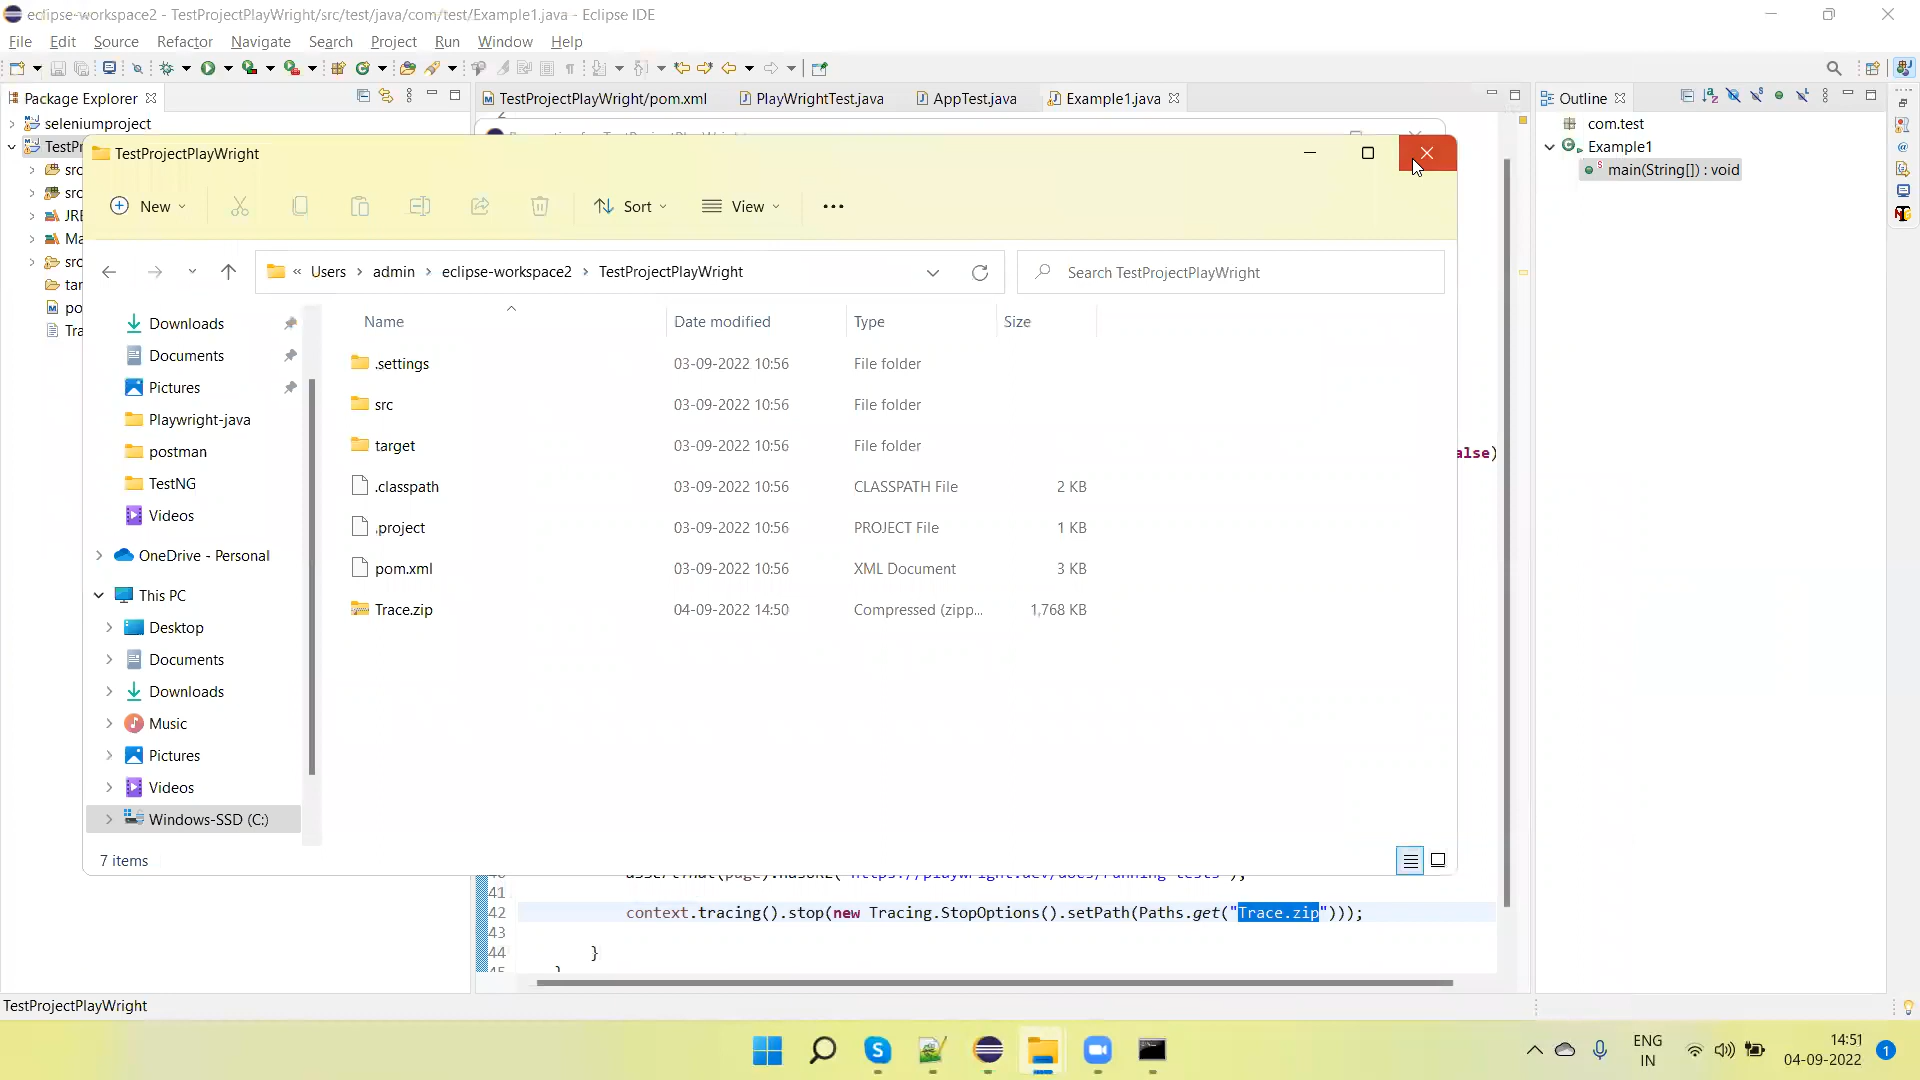 eclipse-workspace2 - TestProjectPlayWright/src/test/java/com/test/Example1.java - Eclipse IDE
File Edit Source Refactor Navigate Search Project Run Window Help
Package Explorer
TestProjectPlayWright/pom.xml
PlayWrightTest.java
AppTest.java
Example1.java
Outline
seleniumproject
com.test
Example1
main(String[]) : void
TestProjectPlayWright
New
Sort
View
« Users > admin > eclipse-workspace2 > TestProjectPlayWright
Search TestProjectPlayWright
Name Date modified Type Size
.settings 03-09-2022 10:56 File folder
src 03-09-2022 10:56 File folder
target 03-09-2022 10:56 File folder
.classpath 03-09-2022 10:56 CLASSPATH File 2 KB
.project 03-09-2022 10:56 PROJECT File 1 KB
pom.xml 03-09-2022 10:56 XML Document 3 KB
Trace.zip 04-09-2022 14:50 Compressed (zipp... 1,768 KB
Downloads
Documents
Pictures
Playwright-java
postman
TestNG
Videos
OneDrive - Personal
This PC
Desktop
Documents
Downloads
Music
Pictures
Videos
Windows-SSD (C:)
7 items
alse)
41
42 context.tracing().stop(new Tracing.StopOptions().setPath(Paths.get("Trace.zip")));
43
44 }
TestProjectPlayWright
ENG
IN
14:51
04-09-2022
1